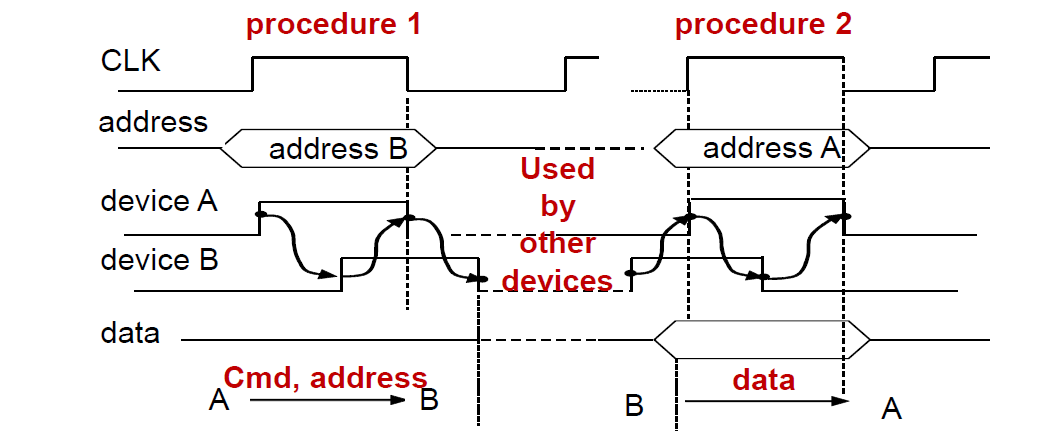 procedure 1
procedure 2
CLK
address
address B
address A
device A
device B
Used
by
other
devices
data
Cmd, address
A
B
data
B
A